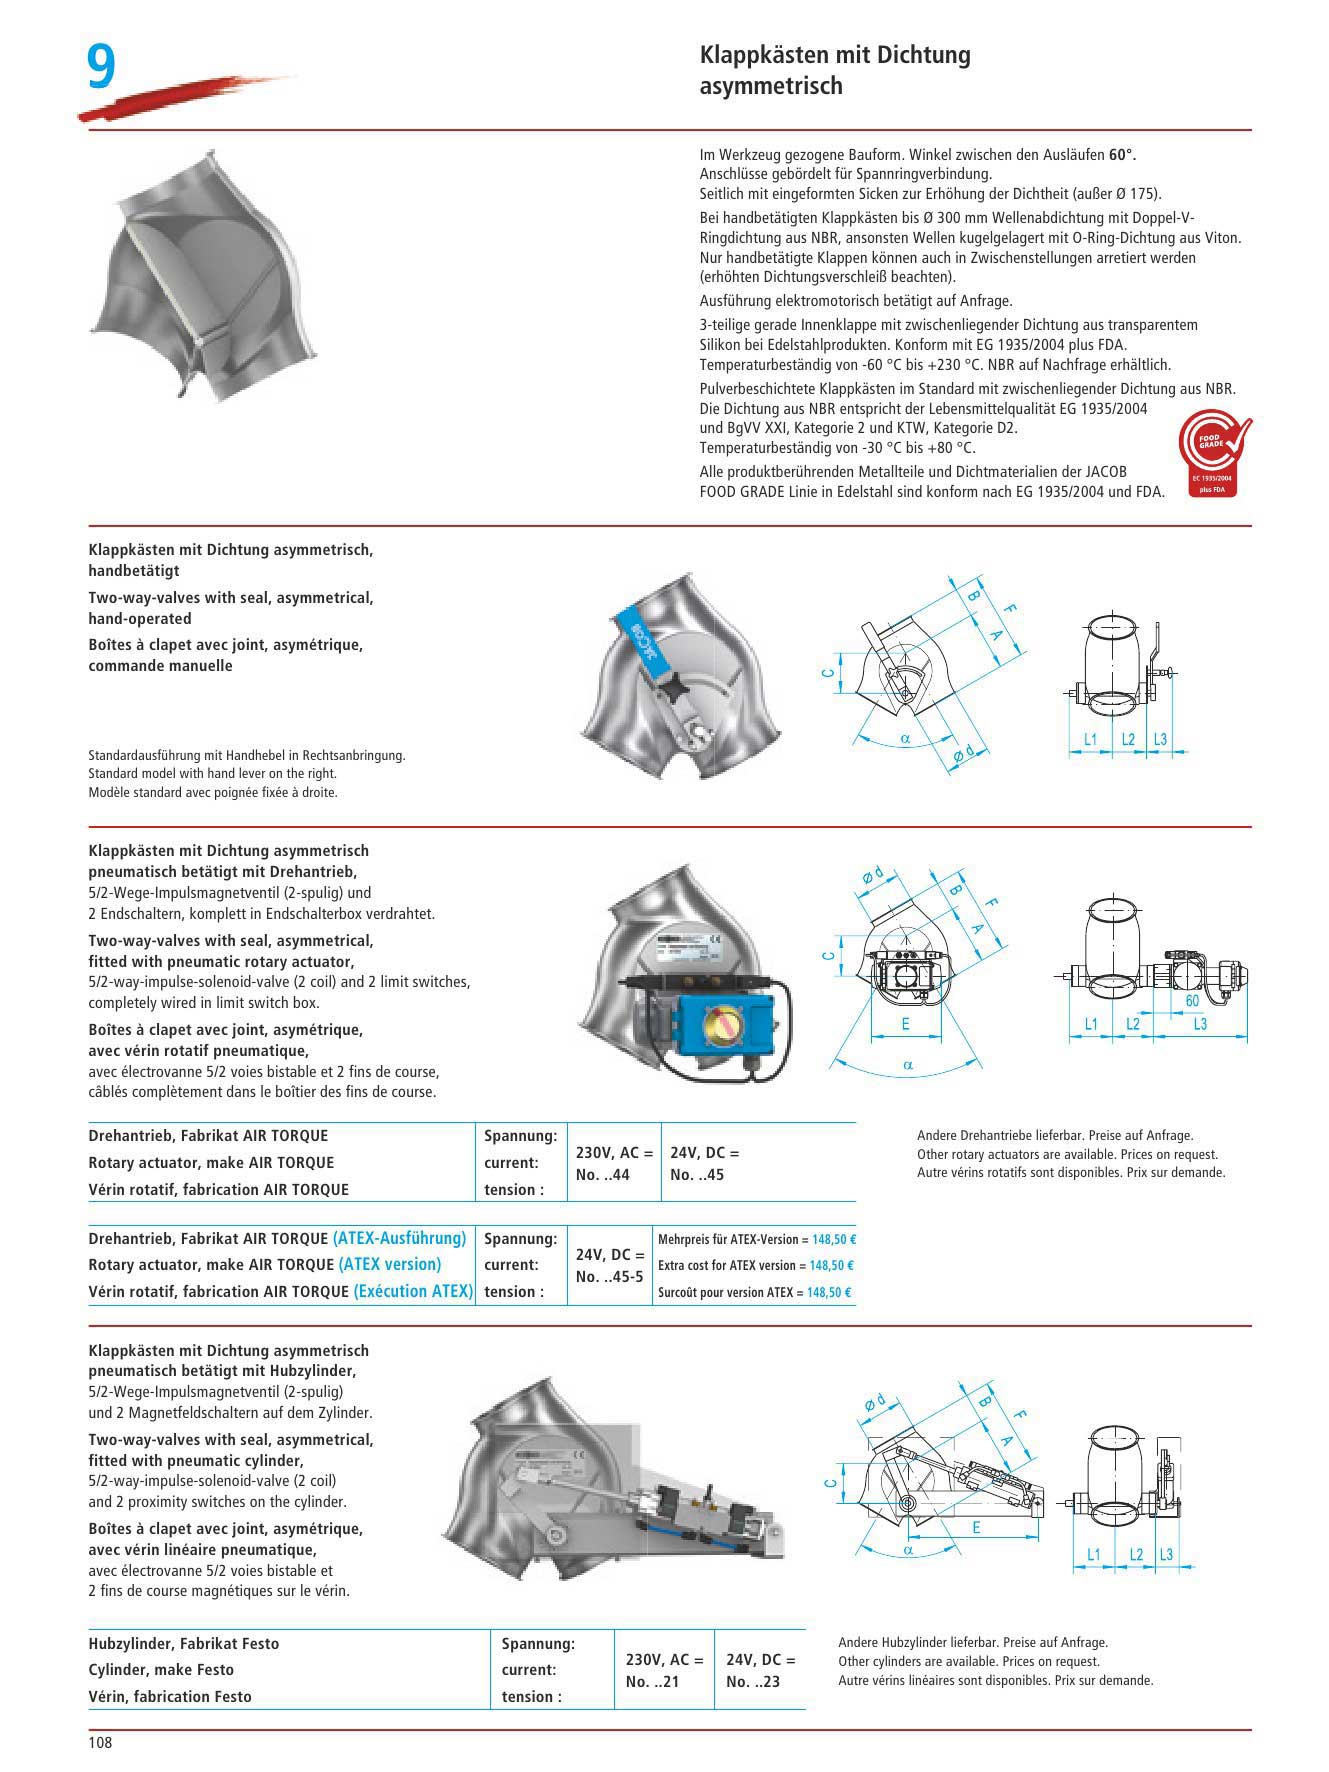 9
Klappkästen mit Dichtung
asymmetrisch
Im Werkzeug gezogene Bauform. Winkel zwischen den Ausläufen 60°.
Anschlüsse gebördelt für Spannringverbindung.
Seitlich mit eingeformten Sicken zur Erhöhung der Dichtheit (außer Ø 175).
Bei handbetätigten Klappkästen bis Ø 300 mm Wellenabdichtung mit Doppel-V-
Ringdichtung aus NBR, ansonsten Wellen kugelgelagert mit O-Ring-Dichtung aus Viton.
Nur handbetätigte Klappen können auch in Zwischenstellungen arretiert werden
(erhöhten Dichtungsverschleiß beachten).
Ausführung elektromotorisch betätigt auf Anfrage.
3-teilige gerade Innenklappe mit zwischenliegender Dichtung aus transparentem
Silikon bei Edelstahlprodukten. Konform mit EG 1935/2004 plus FDA.
Temperaturbeständig von -60 °C bis +230 °C. NBR auf Nachfrage erhältlich.
Pulverbeschichtete Klappkästen im Standard mit zwischenliegender Dichtung aus NBR.
Die Dichtung aus NBR entspricht der Lebensmittelqualität EG 1935/2004
und BgVV XXI, Kategorie 2 und KTW, Kategorie D2.
Temperaturbeständig von -30 °C bis +80 °C.
Alle produktberührenden Metallteile und Dichtmaterialien der JACOB
FOOD GRADE Linie in Edelstahl sind konform nach EG 1935/2004 und FDA.
FOOD
GRADE
EC 1935/2004
plus FDA
Klappkästen mit Dichtung asymmetrisch,
handbetätigt
Two-way-valves with seal, asymmetrical,
hand-operated
Boîtes à clapet avec joint, asymétrique,
commande manuelle
Standardausführung mit Handhebel in Rechtsanbringung.
Standard model with hand lever on the right.
Modèle standard avec poignée fixée à droite.
JACOB
B
F
A
C
α
Ø d
L1 L2 L3
Klappkästen mit Dichtung asymmetrisch
pneumatisch betätigt mit Drehantrieb,
5/2-Wege-Impulsmagnetventil (2-spulig) und
2 Endschaltern, komplett in Endschalterbox verdrahtet.
Two-way-valves with seal, asymmetrical,
fitted with pneumatic rotary actuator,
5/2-way-impulse-solenoid-valve (2 coil) and 2 limit switches,
completely wired in limit switch box.
Boîtes à clapet avec joint, asymétrique,
avec vérin rotatif pneumatique,
avec électrovanne 5/2 voies bistable et 2 fins de course,
câblés complètement dans le boîtier des fins de course.
Ø d
B
F
A
C
E
α
60
L1 L2 L3
Drehantrieb, Fabrikat AIR TORQUE
Rotary actuator, make AIR TORQUE
Vérin rotatif, fabrication AIR TORQUE
Spannung:
current:
tension :
230V, AC =
No. ..44
24V, DC =
No. ..45
Andere Drehantriebe lieferbar. Preise auf Anfrage.
Other rotary actuators are available. Prices on request.
Autre vérins rotatifs sont disponibles. Prix sur demande.
Drehantrieb, Fabrikat AIR TORQUE (ATEX-Ausführung)
Rotary actuator, make AIR TORQUE (ATEX version)
Vérin rotatif, fabrication AIR TORQUE (Exécution ATEX)
Spannung:
current:
tension :
24V, DC =
No. ..45-5
Mehrpreis für ATEX-Version = 148,50 €
Extra cost for ATEX version = 148,50 €
Surcoût pour version ATEX = 148,50 €
Klappkästen mit Dichtung asymmetrisch
pneumatisch betätigt mit Hubzylinder,
5/2-Wege-Impulsmagnetventil (2-spulig)
und 2 Magnetfeldschaltern auf dem Zylinder.
Two-way-valves with seal, asymmetrical,
fitted with pneumatic cylinder,
5/2-way-impulse-solenoid-valve (2 coil)
and 2 proximity switches on the cylinder.
Boîtes à clapet avec joint, asymétrique,
avec vérin linéaire pneumatique,
avec électrovanne 5/2 voies bistable et
2 fins de course magnétiques sur le vérin.
Ø d
B
F
A
C
E
α
L1 L2 L3
Hubzylinder, Fabrikat Festo
Cylinder, make Festo
Vérin, fabrication Festo
Spannung:
current:
tension :
230V, AC =
No. ..21
24V, DC =
No. ..23
Andere Hubzylinder lieferbar. Preise auf Anfrage.
Other cylinders are available. Prices on request.
Autre vérins linéaires sont disponibles. Prix sur demande.
108